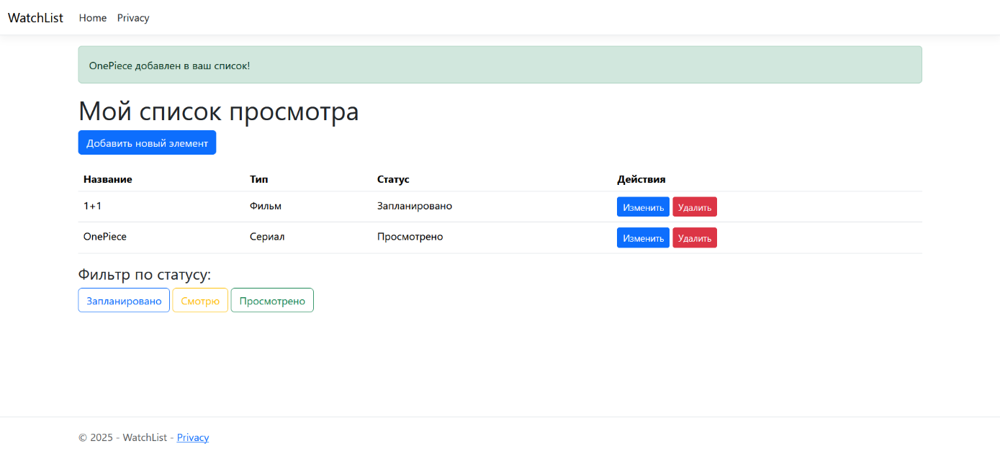 WatchList Home Privacy
OnePiece добавлен в ваш список!
Мой список просмотра
Добавить новый элемент
Название Тип Статус Действия
1+1 Фильм Запланировано Изменить Удалить
OnePiece Сериал Просмотрено Изменить Удалить
Фильтр по статусу:
Запланировано Смотрю Просмотрено
© 2025 - WatchList - Privacy